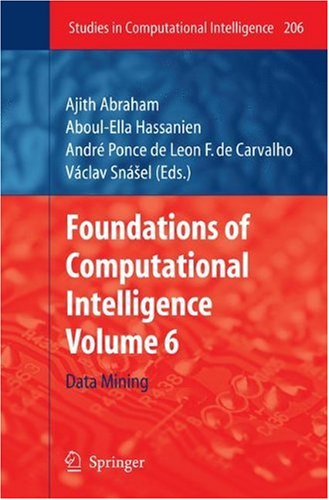 Studies in Computational Intelligence 206
Ajith Abraham
Aboul-Ella Hassanien
André Ponce de Leon F. de Carvalho
Václav Snášel (Eds.)
Foundations of
Computational
Intelligence
Volume 6
Data Mining
Springer